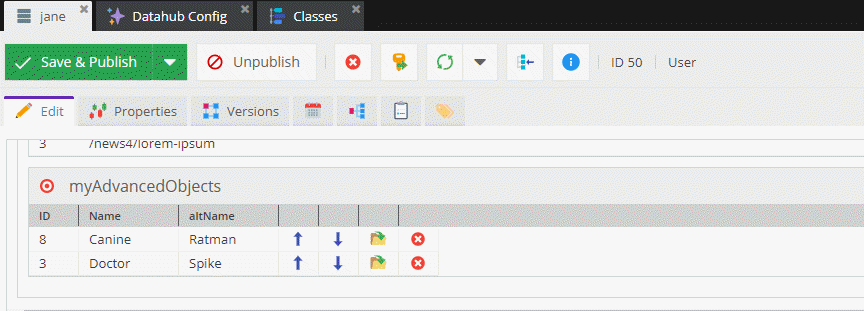 jane Datahub Config Classes
Save & Publish Unpublish ID 50 User
Edit Properties Versions
3 /news4/lorem-ipsum
myAdvancedObjects
ID Name altName
8 Canine Ratman
3 Doctor Spike